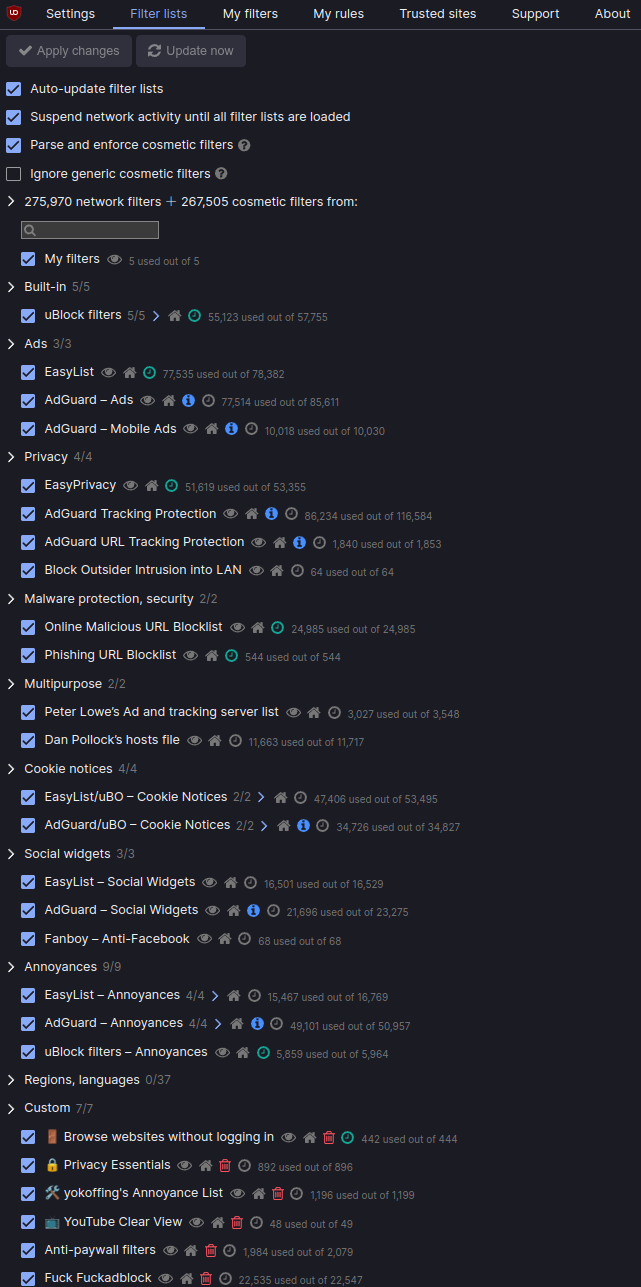 UO Settings Filter lists My filters My rules Trusted sites Support About
Apply changes Update now
Auto-update filter lists
Suspend network activity until all filter lists are loaded
Parse and enforce cosmetic filters ?
Ignore generic cosmetic filters ?
275,970 network filters + 267,505 cosmetic filters from:
My filters 5 used out of 5
Built-in 5/5
uBlock filters 5/5 55,123 used out of 57,755
Ads 3/3
EasyList 77,535 used out of 78,382
AdGuard – Ads 77,514 used out of 85,611
AdGuard – Mobile Ads 10,018 used out of 10,030
Privacy 4/4
EasyPrivacy 51,619 used out of 53,355
AdGuard Tracking Protection 86,234 used out of 116,584
AdGuard URL Tracking Protection 1,840 used out of 1,853
Block Outsider Intrusion into LAN 64 used out of 64
Malware protection, security 2/2
Online Malicious URL Blocklist 24,985 used out of 24,985
Phishing URL Blocklist 544 used out of 544
Multipurpose 2/2
Peter Lowe’s Ad and tracking server list 3,027 used out of 3,548
Dan Pollock’s hosts file 11,663 used out of 11,717
Cookie notices 4/4
EasyList/uBO – Cookie Notices 2/2 47,406 used out of 53,495
AdGuard/uBO – Cookie Notices 2/2 34,726 used out of 34,827
Social widgets 3/3
EasyList – Social Widgets 16,501 used out of 16,529
AdGuard – Social Widgets 21,696 used out of 23,275
Fanboy – Anti-Facebook 68 used out of 68
Annoyances 9/9
EasyList – Annoyances 4/4 15,467 used out of 16,769
AdGuard – Annoyances 4/4 49,101 used out of 50,957
uBlock filters – Annoyances 5,859 used out of 5,964
Regions, languages 0/37
Custom 7/7
🚪 Browse websites without logging in 442 used out of 444
🔒 Privacy Essentials 892 used out of 896
🛠️ yokoffing's Annoyance List 1,196 used out of 1,199
📺 YouTube Clear View 48 used out of 49
Anti-paywall filters 1,984 used out of 2,079
Fuck Fuckadblock 22,535 used out of 22,547